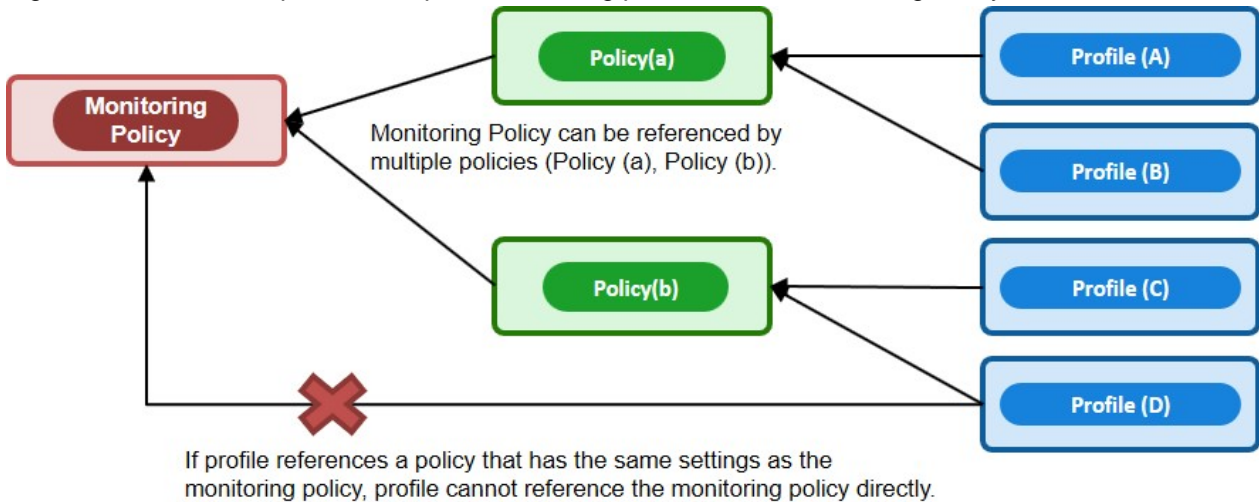 Policy(a)
Profile (A)
Monitoring
Policy
Monitoring Policy can be referenced by
multiple policies (Policy (a), Policy (b)).
Profile (B)
Policy(b)
Profile (C)
Profile (D)
If profile references a policy that has the same settings as the
monitoring policy, profile cannot reference the monitoring policy directly.